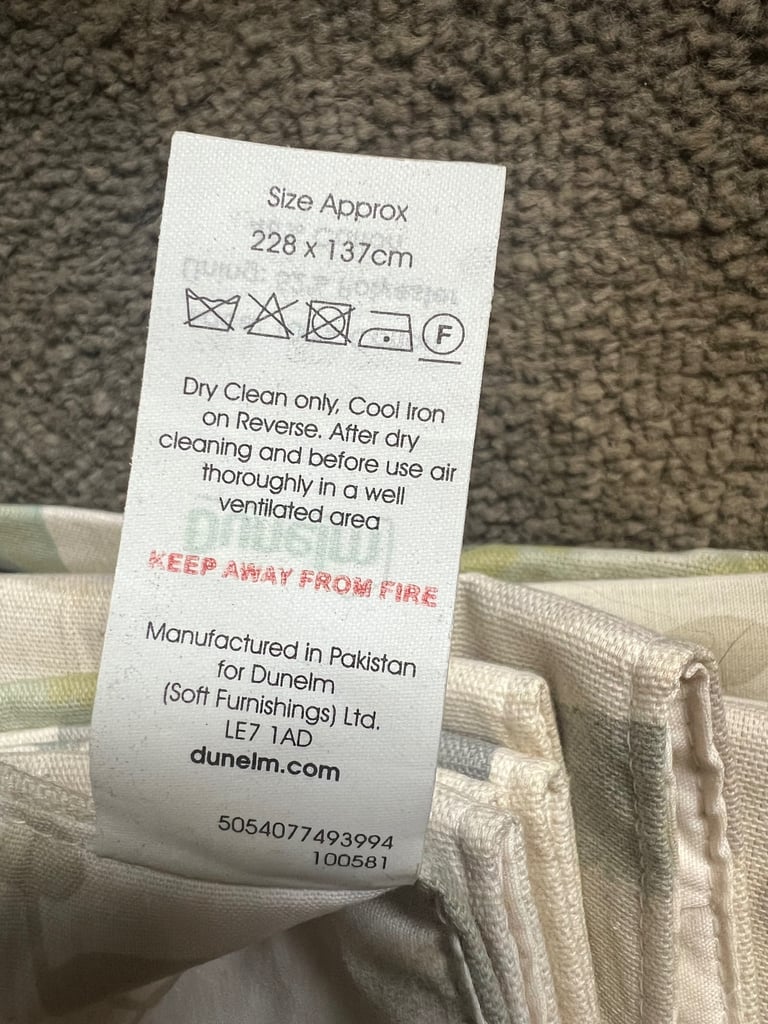 Size Approx
228 x 137cm
F
Dry Clean only, Cool Iron
on Reverse. After dry
cleaning and before use air
thoroughly in a well
ventilated area
KEEP AWAY FROM FIRE
Manufactured in Pakistan
for Dunelm
(Soft Furnishings) Ltd.
LE7 1AD
dunelm.com
5054077493994
100581